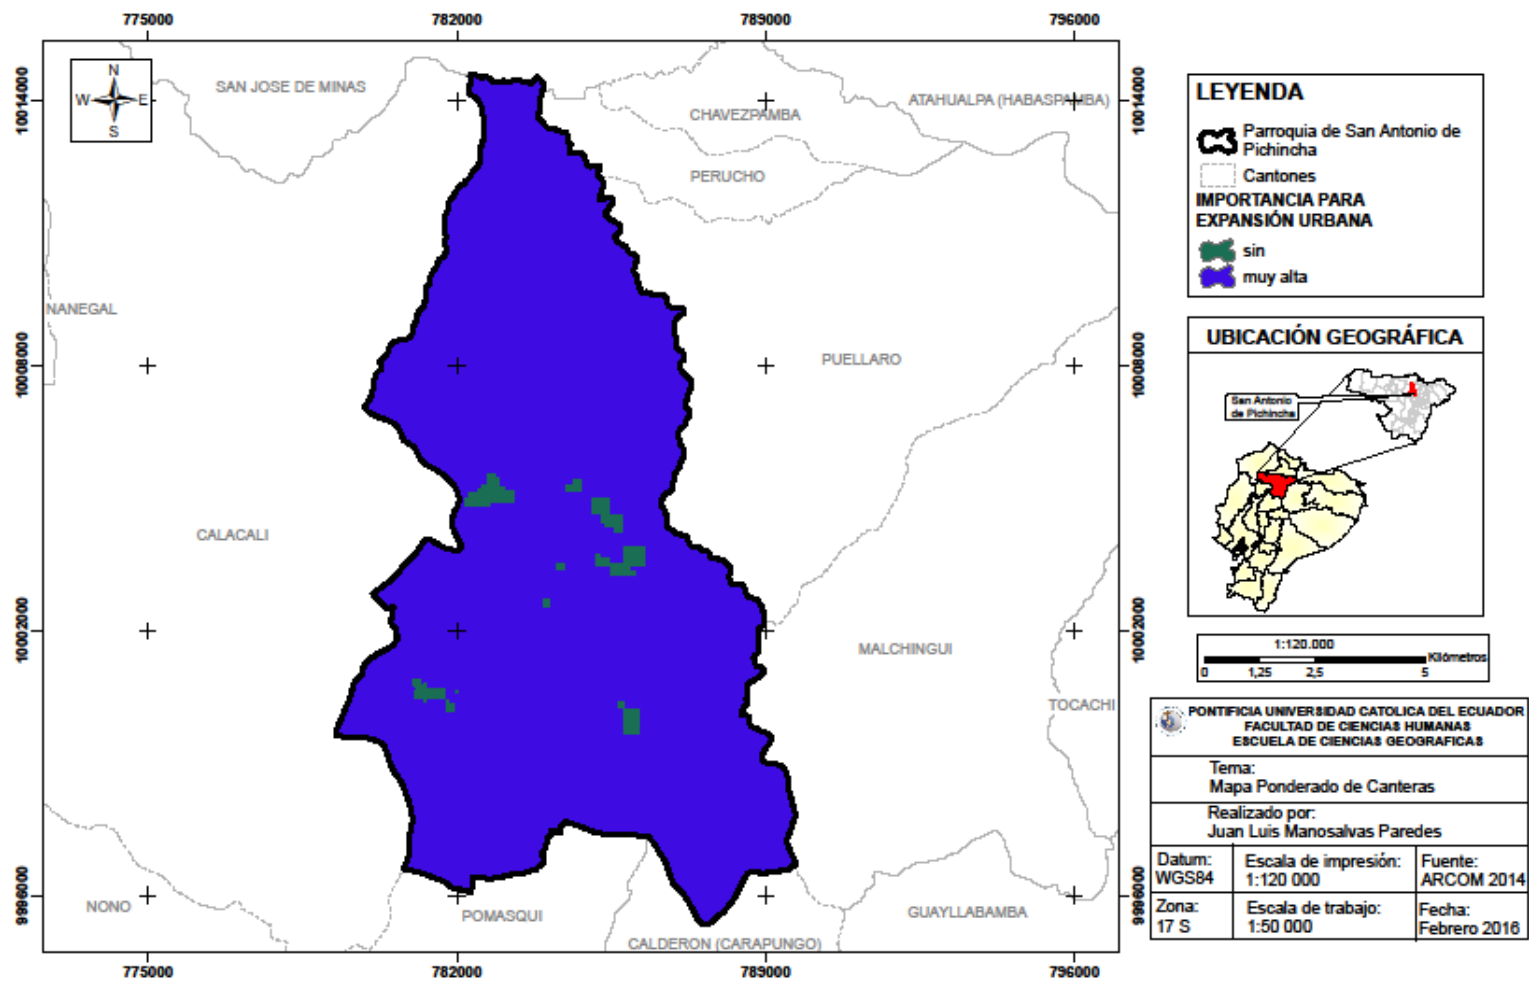 775000
782000
789000
796000
10014000
10008000
10002000
9996000
N
W
E
S
SAN JOSE DE MINAS
CHAVEZPAMBA
ATAHUALPA (HABASPAMBA)
PERUCHO
NANEGAL
PUELLARO
CALACALI
MALCHINGUI
TOCACHI
NONO
POMASQUI
GUAYLLABAMBA
CALDERON (CARAPUNGO)
10014000
10008000
10002000
9996000
775000
782000
789000
796000
LEYENDA
Parroquia de San Antonio de
Pichincha
Cantones
IMPORTANCIA PARA
EXPANSIÓN URBANA
sin
muy alta
UBICACIÓN GEOGRÁFICA
San Antonio
de Pichincha
1:120.000
Kilómetros
0 1,25 2,5 5
PONTIFICIA UNIVERSIDAD CATOLICA DEL ECUADOR
FACULTAD DE CIENCIAS HUMANAS
ESCUELA DE CIENCIAS GEOGRAFICAS
Tema:
Mapa Ponderado de Canteras
Realizado por:
Juan Luis Manosalvas Paredes
Datum:
WGS84
Escala de impresión:
1:120 000
Fuente:
ARCOM 2014
Zona:
17 S
Escala de trabajo:
1:50 000
Fecha:
Febrero 2016